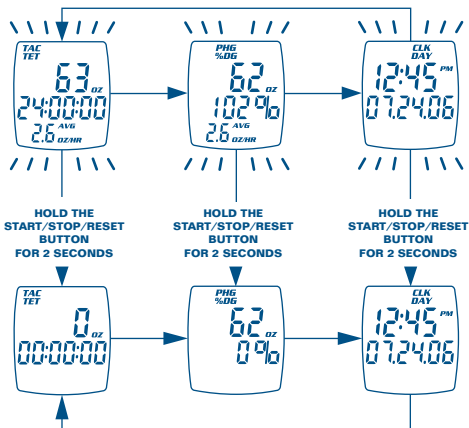 TAC
TET
63 OZ
24:00:00
2.6 AVG OZ/HR
PHG
%DG
62 OZ
102%
2.6 AVG OZ/HR
CLK
DAY
12:45 PM
07.24.06
HOLD THE
START/STOP/RESET
BUTTON
FOR 2 SECONDS
HOLD THE
START/STOP/RESET
BUTTON
FOR 2 SECONDS
HOLD THE
START/STOP/RESET
BUTTON
FOR 2 SECONDS
TAC
TET
0 OZ
00:00:00
PHG
%DG
62 OZ
0%
CLK
DAY
12:45 PM
07.24.06